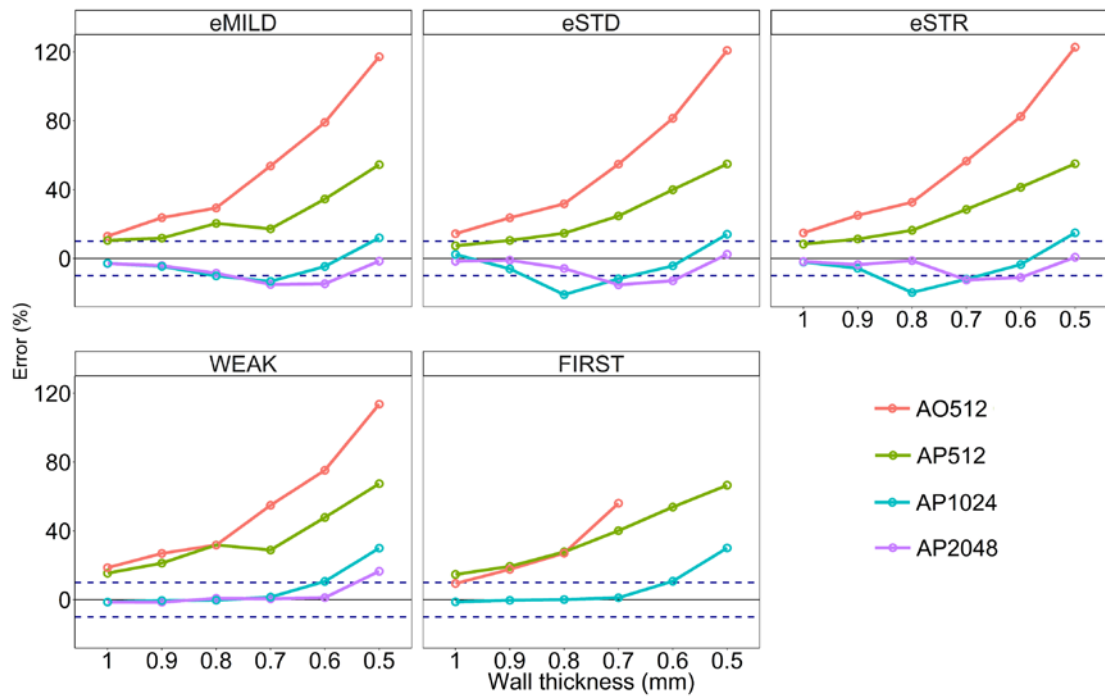 eMILD eSTD eSTR
120
80
40
0
Error (%)
1 0.9 0.8 0.7 0.6 0.5
WEAK FIRST
120
80
40
0
AO512
AP512
AP1024
AP2048
1 0.9 0.8 0.7 0.6 0.5 1 0.9 0.8 0.7 0.6 0.5
Wall thickness (mm)